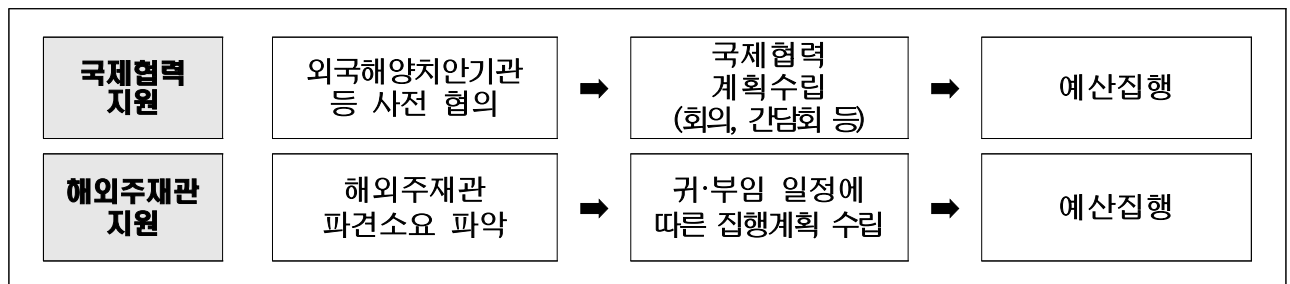 국제협력
지원
외국해양치안기관
등 사전 협의
➡
국제협력
계획수립
(회의, 간담회 등)
➡
예산집행
해외주재관
지원
해외주재관
파견소요 파악
➡
귀·부임 일정에
따른 집행계획 수립
➡
예산집행